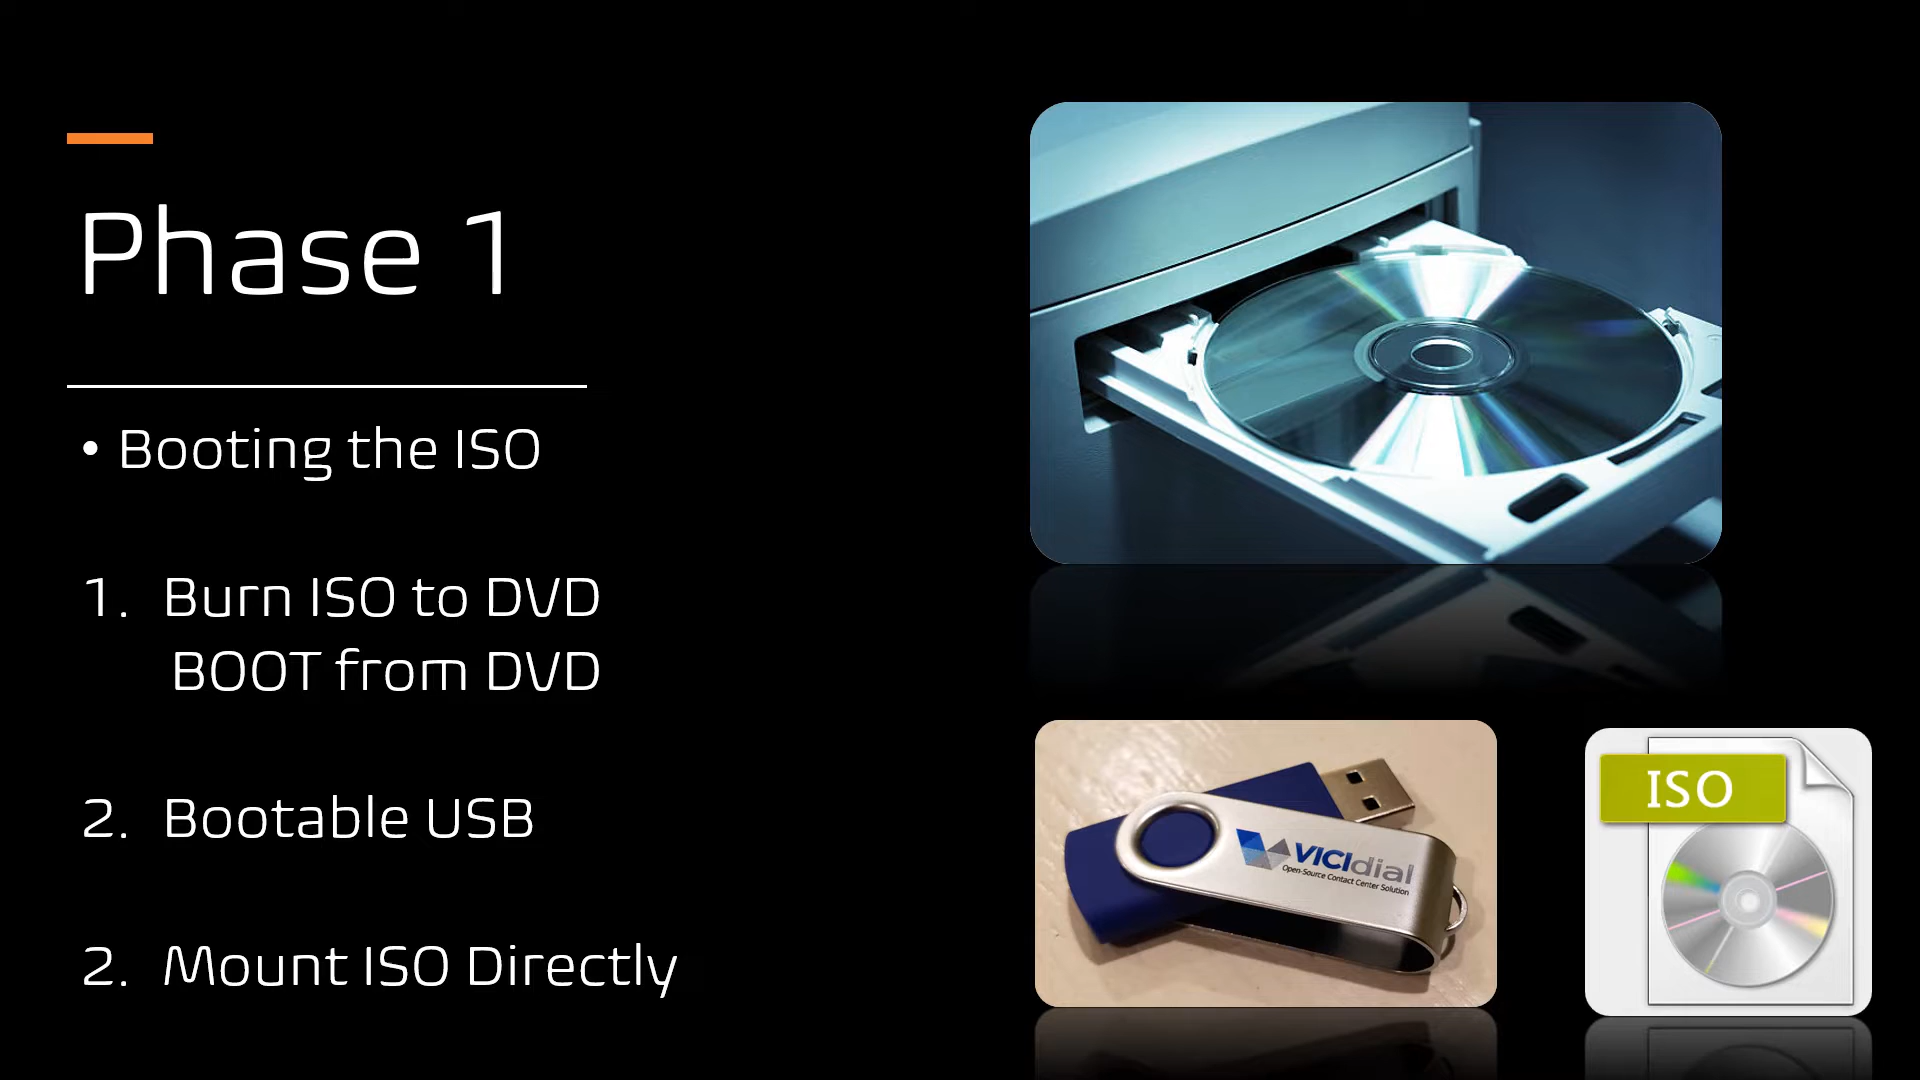 Phase 1
• Booting the ISO
1. Burn ISO to DVD
BOOT from DVD
2. Bootable USB
2. Mount ISO Directly
VICIdial
Open-Source Contact Center Solution
ISO